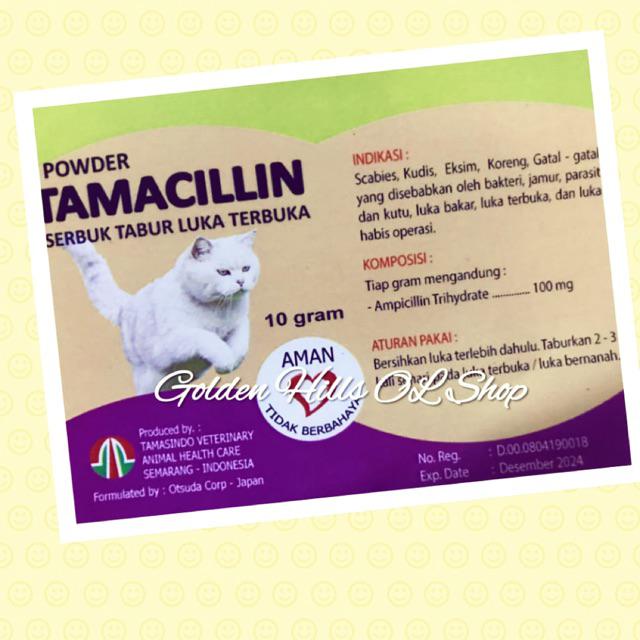 POWDER
TAMACILLIN
SERBUK TABUR LUKA TERBUKA
10 gram
AMAN
TIDAK BERBAHAYA
Produced by. :
TAMASINDO VETERINARY
ANIMAL HEALTH CARE
SEMARANG - INDONESIA
Formulated by : Otsuda Corp - Japan
INDIKASI :
Scabies, Kudis, Eksim, Koreng, Gatal - gatal
yang disebabkan oleh bakteri, jamur, parasit
dan kutu, luka bakar, luka terbuka, dan luka
habis operasi.
KOMPOSISI :
Tiap gram mengandung :
- Ampicillin Trihydrate .............. 100 mg
ATURAN PAKAI :
Bersihkan luka terlebih dahulu. Taburkan 2 - 3
kali sehari pada luka terbuka / luka bernanah.
No. Reg. : D.00.0804190018
Exp. Date : Desember 2024
Golden Hills OL Shop